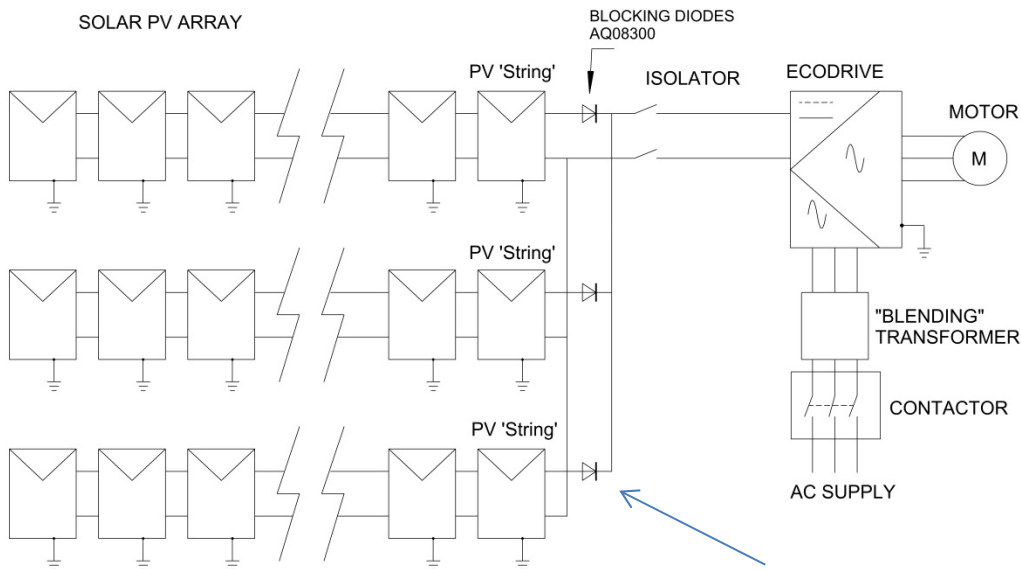 SOLAR PV ARRAY
BLOCKING DIODES
AQ08300
PV 'String'
ISOLATOR
ECODRIVE
MOTOR
M
PV 'String'
"BLENDING"
TRANSFORMER
CONTACTOR
PV 'String'
AC SUPPLY